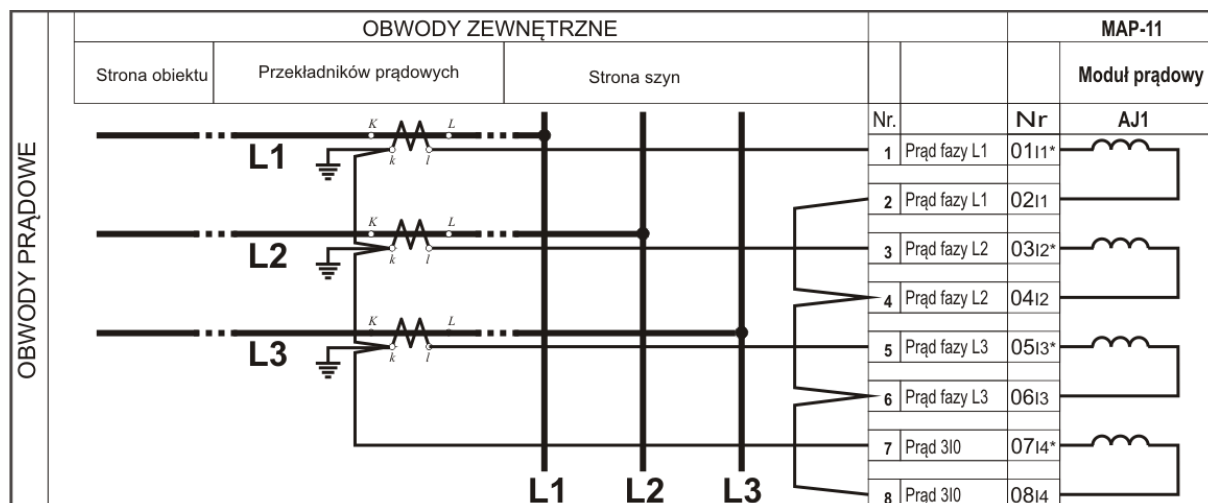 OBWODY ZEWNĘTRZNE MAP-11
Strona obiektu Przekładników prądowych Strona szyn Moduł prądowy
OBWODY PRĄDOWE
Nr. Nr AJ1
K L
L1 k l 1 Prąd fazy L1 01I1*
2 Prąd fazy L1 02I1
K L
L2 k l 3 Prąd fazy L2 03I2*
4 Prąd fazy L2 04I2
K L
L3 k l 5 Prąd fazy L3 05I3*
6 Prąd fazy L3 06I3
7 Prąd 3I0 07I4*
L1 L2 L3 8 Prąd 3I0 08I4